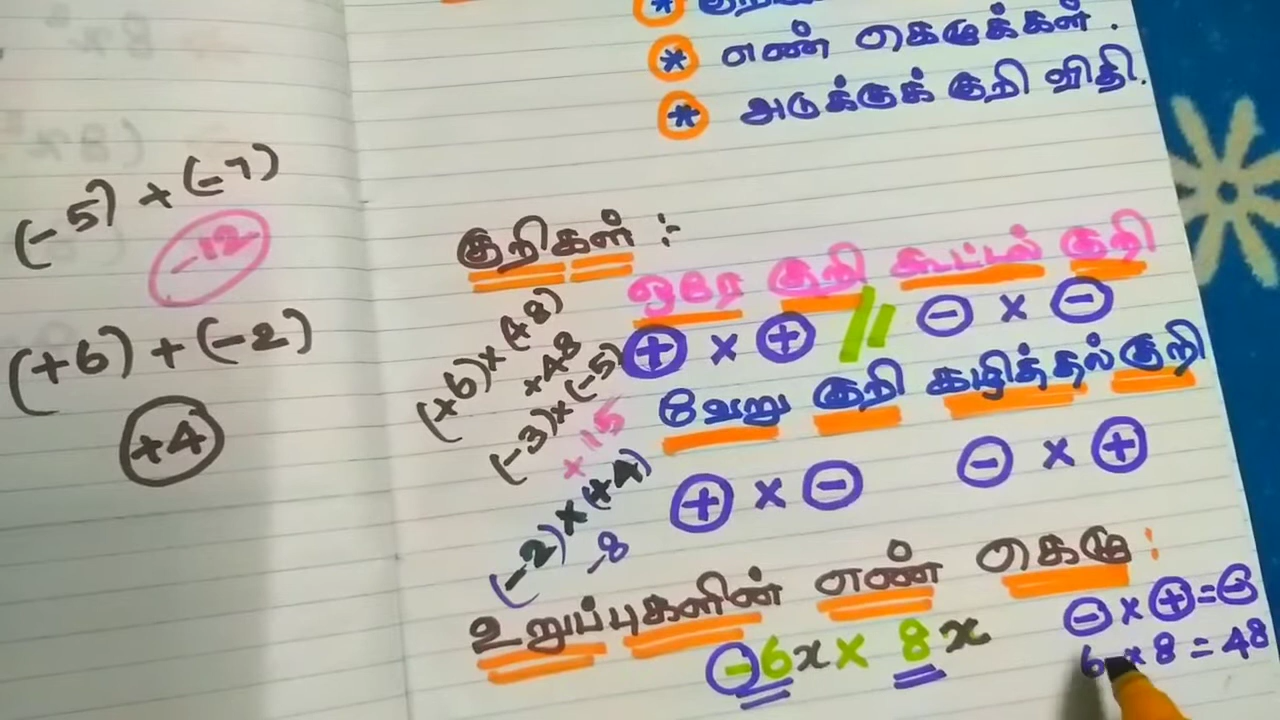 (-5) + (-7)
-12
(+6) + (-2)
+4
* எண் கெழுக்கள்.
* அடுக்குக் குறி விதி.
குறிகள் :-
ஒரே குறி கூட்டல் குறி
+ × + // - × -
(+6)×(+8)
+48
வேறு குறி கழித்தல் குறி
(-3)×(-5)
+15
+ × - - × +
(-2)×(+4)
-8
உறுப்புகளின் எண் கெழு :
- × + = -
-6x × 8x
6 × 8 = 48